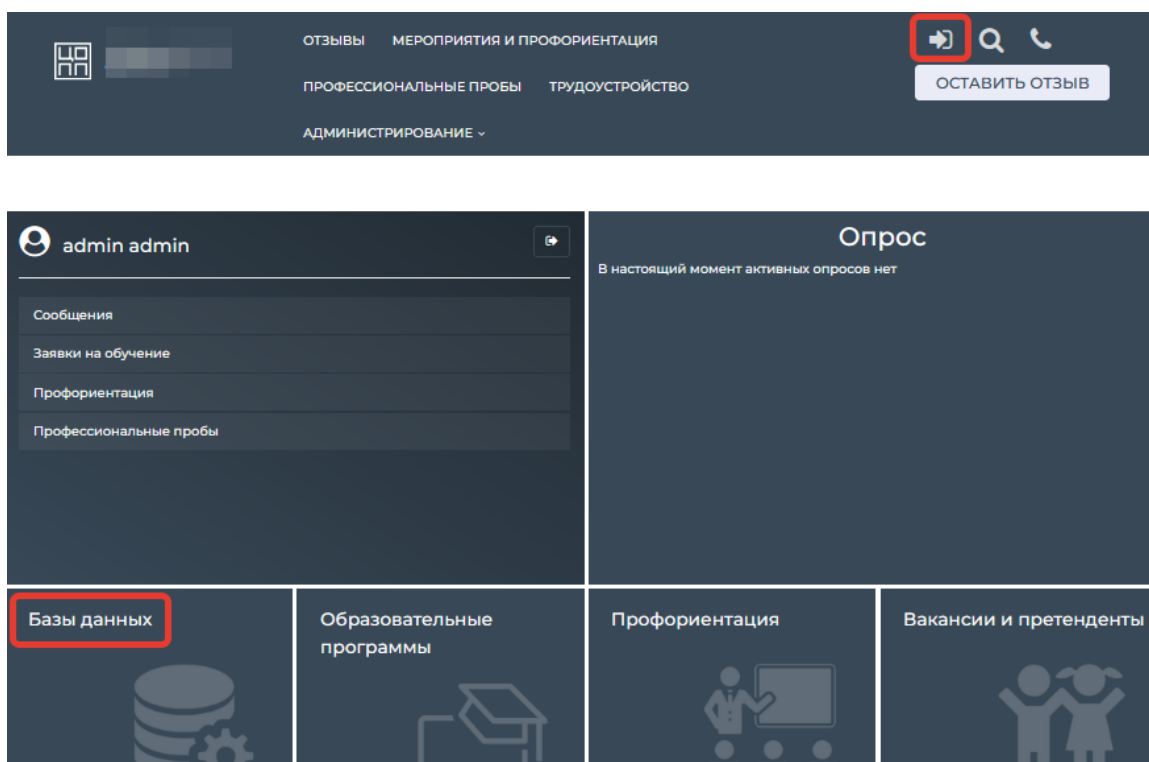 ЦО
ПП
ОТЗЫВЫ МЕРОПРИЯТИЯ И ПРОФОРИЕНТАЦИЯ
ПРОФЕССИОНАЛЬНЫЕ ПРОБЫ ТРУДОУСТРОЙСТВО
АДМИНИСТРИРОВАНИЕ
ОСТАВИТЬ ОТЗЫВ
admin admin
Сообщения
Заявки на обучение
Профориентация
Профессиональные пробы
Опрос
В настоящий момент активных опросов нет
Базы данных
Образовательные
программы
Профориентация
Вакансии и претенденты